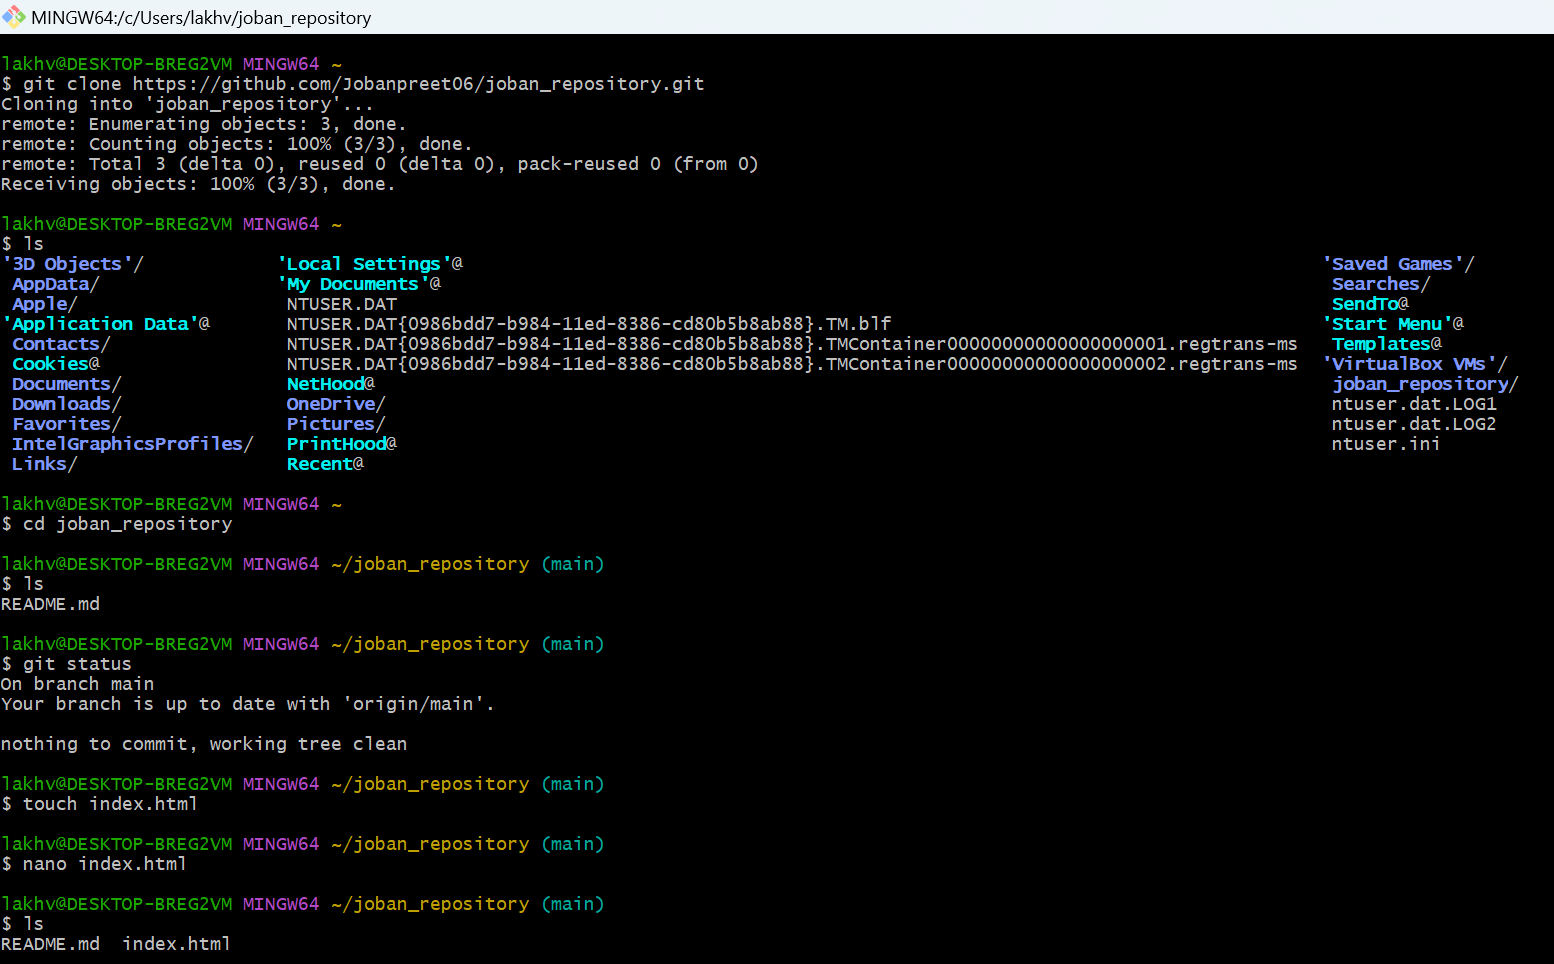 MINGW64:/c/Users/lakhv/joban_repository
lakhv@DESKTOP-BREG2VM MINGW64 ~
$ git clone https://github.com/Jobanpreet06/joban_repository.git
Cloning into 'joban_repository'...
remote: Enumerating objects: 3, done.
remote: Counting objects: 100% (3/3), done.
remote: Total 3 (delta 0), reused 0 (delta 0), pack-reused 0 (from 0)
Receiving objects: 100% (3/3), done.
lakhv@DESKTOP-BREG2VM MINGW64 ~
$ ls
'3D Objects'/ 'Local Settings'@ 'Saved Games'/
AppData/ 'My Documents'@ Searches/
Apple/ NTUSER.DAT SendTo@
'Application Data'@ NTUSER.DAT{0986bdd7-b984-11ed-8386-cd80b5b8ab88}.TM.blf 'Start Menu'@
Contacts/ NTUSER.DAT{0986bdd7-b984-11ed-8386-cd80b5b8ab88}.TMContainer00000000000000000001.regtrans-ms Templates@
Cookies@ NTUSER.DAT{0986bdd7-b984-11ed-8386-cd80b5b8ab88}.TMContainer00000000000000000002.regtrans-ms 'VirtualBox VMs'/
Documents/ NetHood@ joban_repository/
Downloads/ OneDrive/ ntuser.dat.LOG1
Favorites/ Pictures/ ntuser.dat.LOG2
IntelGraphicsProfiles/ PrintHood@ ntuser.ini
Links/ Recent@
lakhv@DESKTOP-BREG2VM MINGW64 ~
$ cd joban_repository
lakhv@DESKTOP-BREG2VM MINGW64 ~/joban_repository (main)
$ ls
README.md
lakhv@DESKTOP-BREG2VM MINGW64 ~/joban_repository (main)
$ git status
On branch main
Your branch is up to date with 'origin/main'.
nothing to commit, working tree clean
lakhv@DESKTOP-BREG2VM MINGW64 ~/joban_repository (main)
$ touch index.html
lakhv@DESKTOP-BREG2VM MINGW64 ~/joban_repository (main)
$ nano index.html
lakhv@DESKTOP-BREG2VM MINGW64 ~/joban_repository (main)
$ ls
README.md index.html